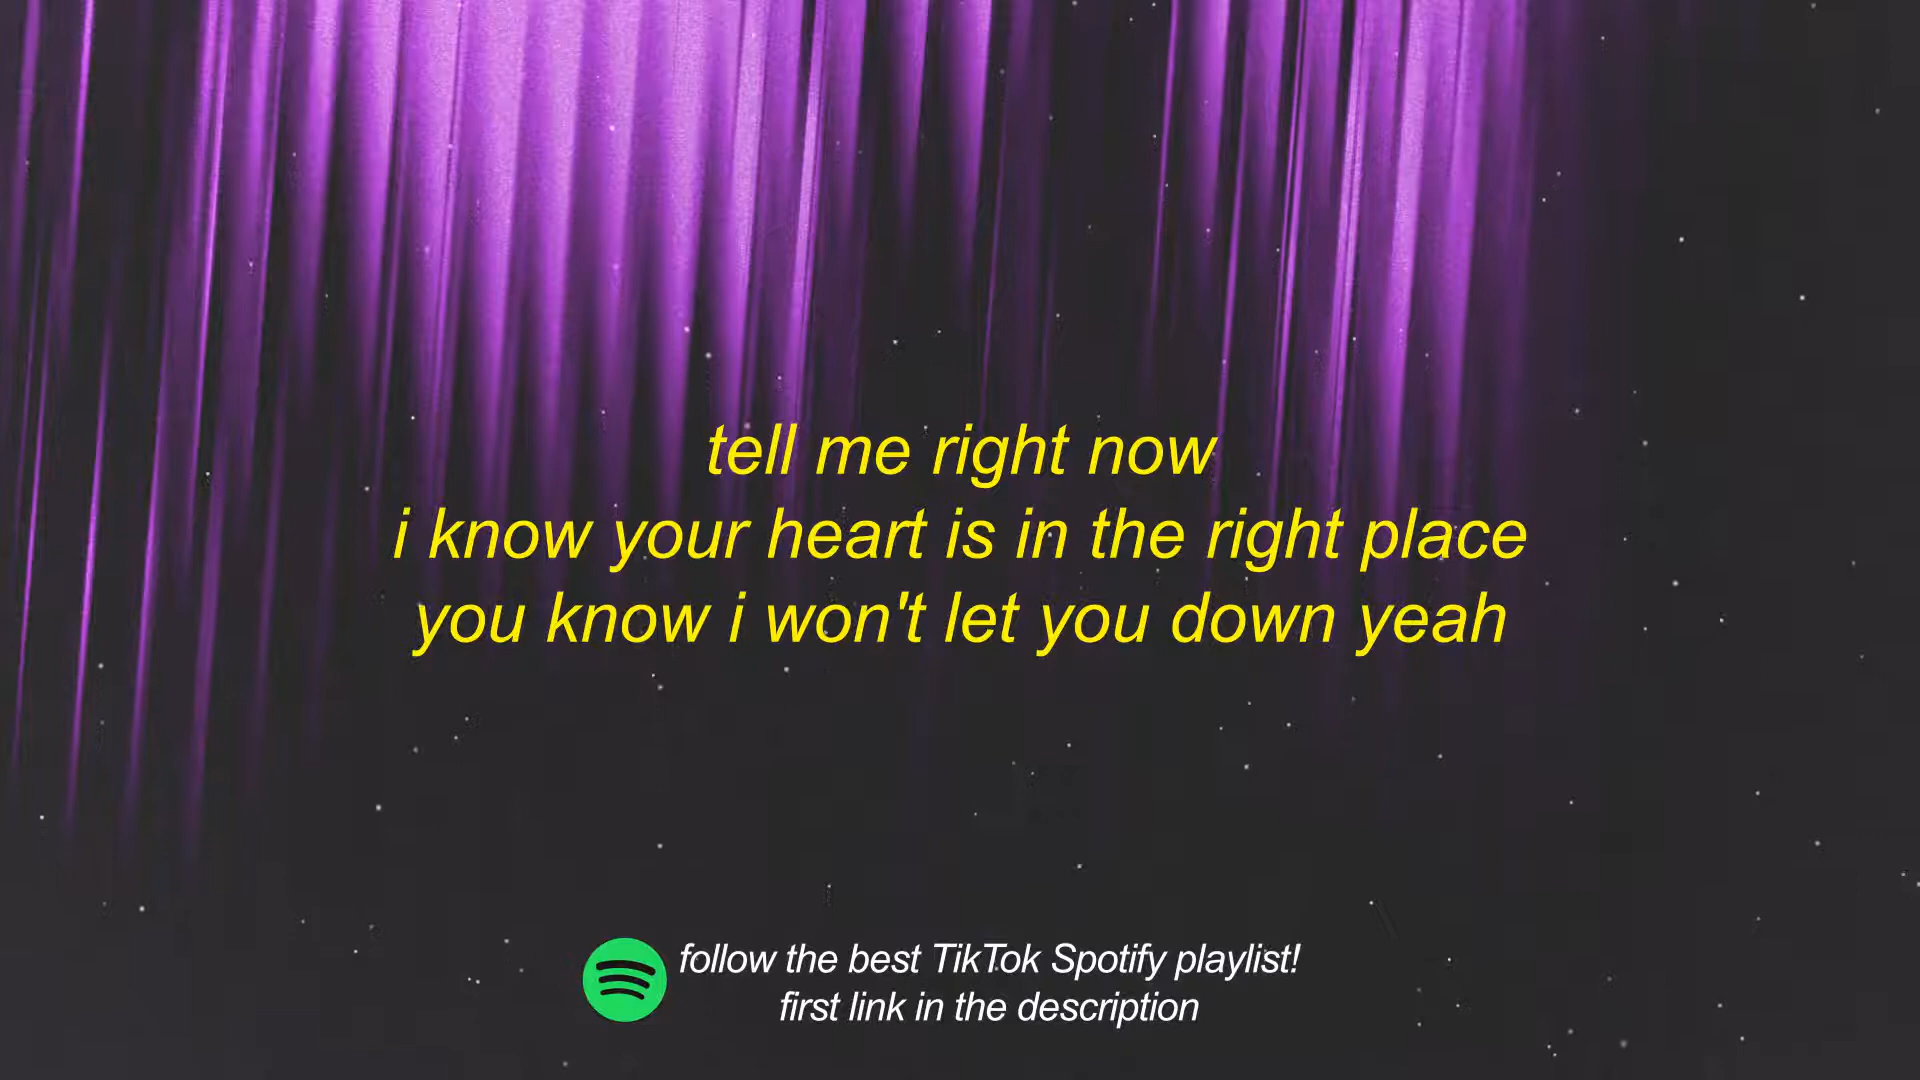 tell me right now
i know your heart is in the right place
you know i won't let you down yeah
follow the best TikTok Spotify playlist!
first link in the description